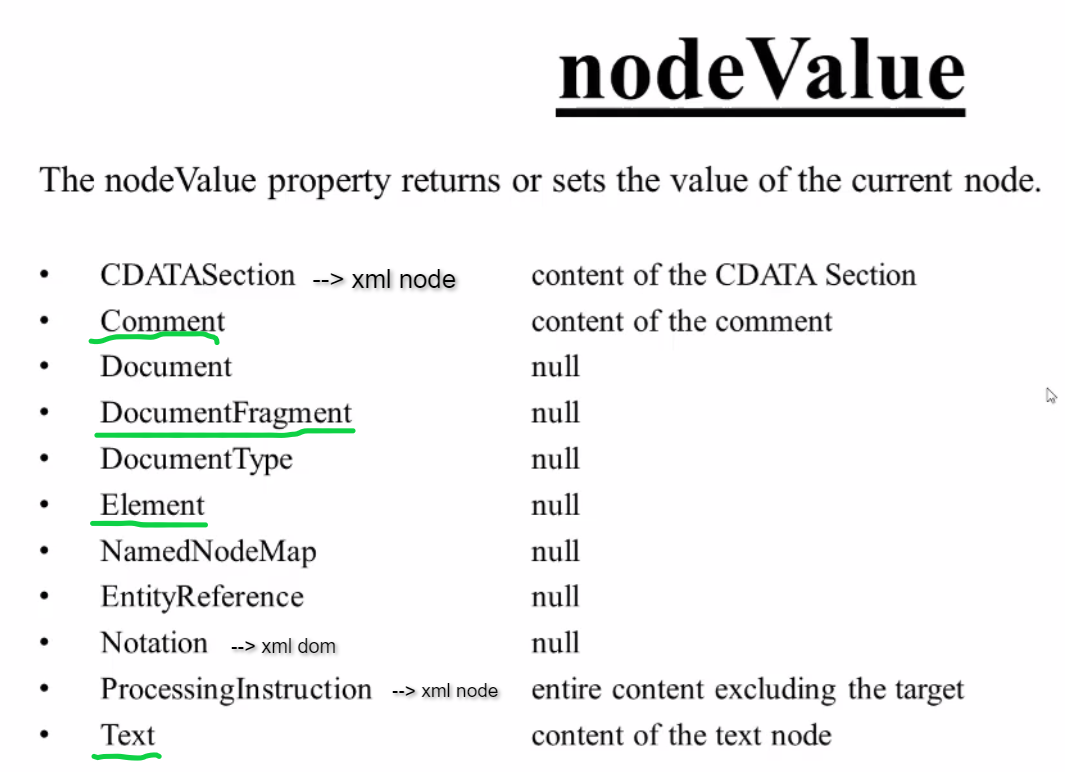 nodeValue
The nodeValue property returns or sets the value of the current node.
• CDATASection --> xml node content of the CDATA Section
• Comment content of the comment
• Document null
• DocumentFragment null
• DocumentType null
• Element null
• NamedNodeMap null
• EntityReference null
• Notation --> xml dom null
• ProcessingInstruction --> xml node entire content excluding the target
• Text content of the text node